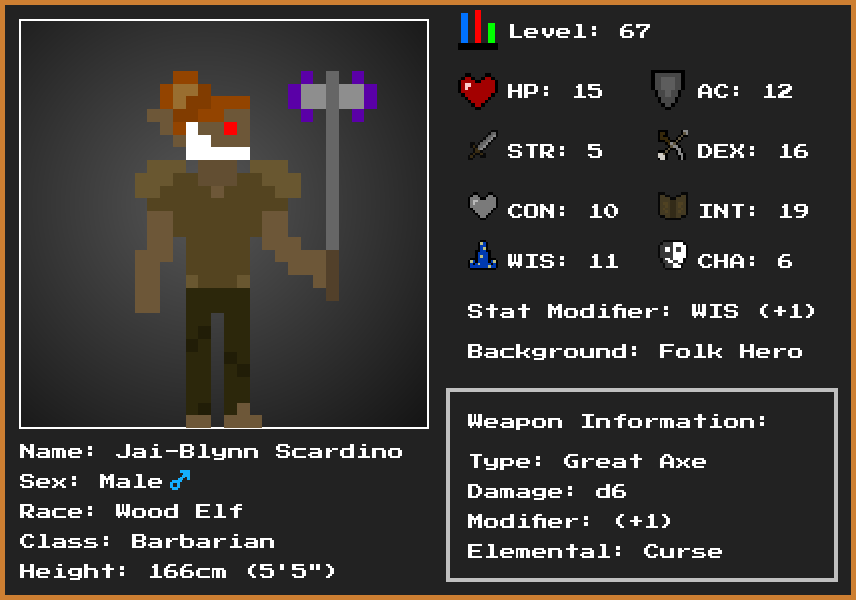 Level: 67
HP: 15 AC: 12
STR: 5 DEX: 16
CON: 10 INT: 19
WIS: 11 CHA: 6
Stat Modifier: WIS (+1)
Background: Folk Hero
Weapon Information:
Type: Great Axe
Damage: d6
Modifier: (+1)
Elemental: Curse
Name: Jai-Blynn Scardino
Sex: Male ♂
Race: Wood Elf
Class: Barbarian
Height: 166cm (5'5")